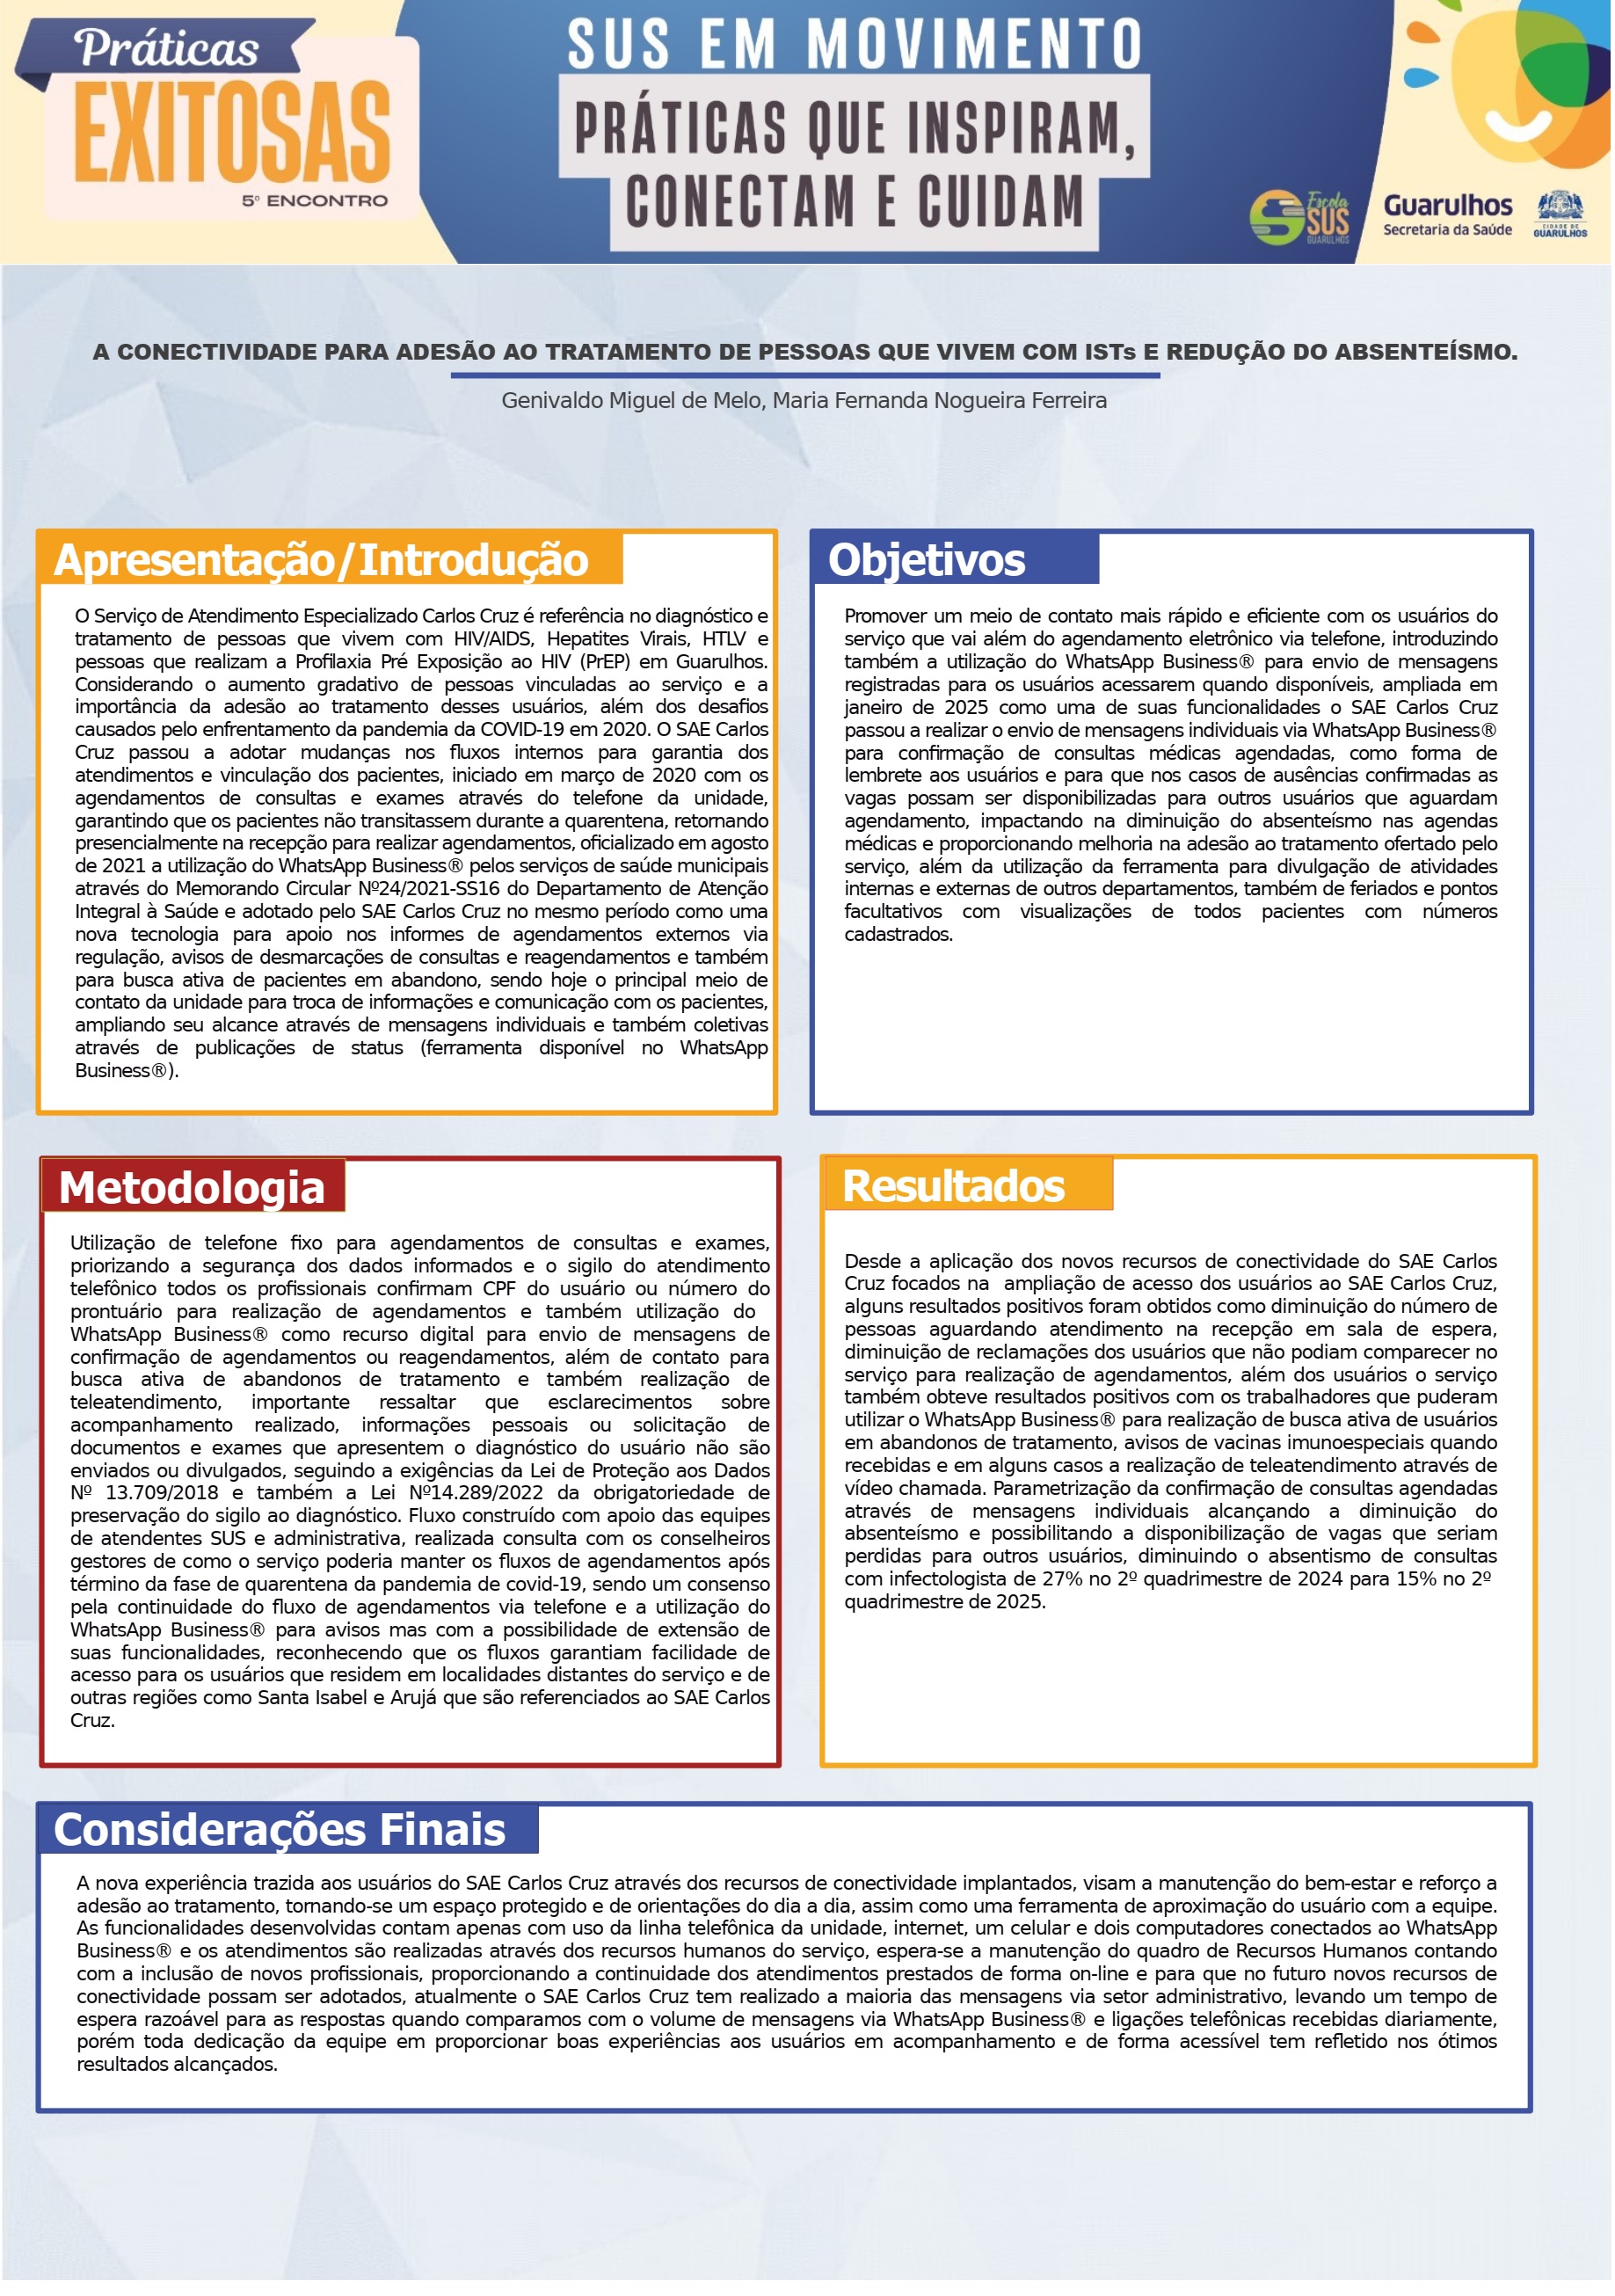 Práticas
EXITOSAS
5º ENCONTRO
SUS EM MOVIMENTO
PRÁTICAS QUE INSPIRAM,
CONECTAM E CUIDAM
Escola
SUS
GUARULHOS
Guarulhos
Secretaria da Saúde
CIDADE DE
GUARULHOS
A CONECTIVIDADE PARA ADESÃO AO TRATAMENTO DE PESSOAS QUE VIVEM COM ISTs E REDUÇÃO DO ABSENTEÍSMO.
Genivaldo Miguel de Melo, Maria Fernanda Nogueira Ferreira
Apresentação/Introdução
O Serviço de Atendimento Especializado Carlos Cruz é referência no diagnóstico e
tratamento de pessoas que vivem com HIV/AIDS, Hepatites Virais, HTLV e
pessoas que realizam a Profilaxia Pré Exposição ao HIV (PrEP) em Guarulhos.
Considerando o aumento gradativo de pessoas vinculadas ao serviço e a
importância da adesão ao tratamento desses usuários, além dos desafios
causados pelo enfrentamento da pandemia da COVID-19 em 2020. O SAE Carlos
Cruz passou a adotar mudanças nos fluxos internos para garantia dos
atendimentos e vinculação dos pacientes, iniciado em março de 2020 com os
agendamentos de consultas e exames através do telefone da unidade,
garantindo que os pacientes não transitassem durante a quarentena, retornando
presencialmente na recepção para realizar agendamentos, oficializado em agosto
de 2021 a utilização do WhatsApp Business® pelos serviços de saúde municipais
através do Memorando Circular Nº24/2021-SS16 do Departamento de Atenção
Integral à Saúde e adotado pelo SAE Carlos Cruz no mesmo período como uma
nova tecnologia para apoio nos informes de agendamentos externos via
regulação, avisos de desmarcações de consultas e reagendamentos e também
para busca ativa de pacientes em abandono, sendo hoje o principal meio de
contato da unidade para troca de informações e comunicação com os pacientes,
ampliando seu alcance através de mensagens individuais e também coletivas
através de publicações de status (ferramenta disponível no WhatsApp
Business®).
Objetivos
Promover um meio de contato mais rápido e eficiente com os usuários do
serviço que vai além do agendamento eletrônico via telefone, introduzindo
também a utilização do WhatsApp Business® para envio de mensagens
registradas para os usuários acessarem quando disponíveis, ampliada em
janeiro de 2025 como uma de suas funcionalidades o SAE Carlos Cruz
passou a realizar o envio de mensagens individuais via WhatsApp Business®
para confirmação de consultas médicas agendadas, como forma de
lembrete aos usuários e para que nos casos de ausências confirmadas as
vagas possam ser disponibilizadas para outros usuários que aguardam
agendamento, impactando na diminuição do absenteísmo nas agendas
médicas e proporcionando melhoria na adesão ao tratamento ofertado pelo
serviço, além da utilização da ferramenta para divulgação de atividades
internas e externas de outros departamentos, também de feriados e pontos
facultativos com visualizações de todos pacientes com números
cadastrados.
Metodologia
Utilização de telefone fixo para agendamentos de consultas e exames,
priorizando a segurança dos dados informados e o sigilo do atendimento
telefônico todos os profissionais confirmam CPF do usuário ou número do
prontuário para realização de agendamentos e também utilização do
WhatsApp Business® como recurso digital para envio de mensagens de
confirmação de agendamentos ou reagendamentos, além de contato para
busca ativa de abandonos de tratamento e também realização de
teleatendimento, importante ressaltar que esclarecimentos sobre
acompanhamento realizado, informações pessoais ou solicitação de
documentos e exames que apresentem o diagnóstico do usuário não são
enviados ou divulgados, seguindo a exigências da Lei de Proteção aos Dados
Nº 13.709/2018 e também a Lei Nº14.289/2022 da obrigatoriedade de
preservação do sigilo ao diagnóstico. Fluxo construído com apoio das equipes
de atendentes SUS e administrativa, realizada consulta com os conselheiros
gestores de como o serviço poderia manter os fluxos de agendamentos após
término da fase de quarentena da pandemia de covid-19, sendo um consenso
pela continuidade do fluxo de agendamentos via telefone e a utilização do
WhatsApp Business® para avisos mas com a possibilidade de extensão de
suas funcionalidades, reconhecendo que os fluxos garantiam facilidade de
acesso para os usuários que residem em localidades distantes do serviço e de
outras regiões como Santa Isabel e Arujá que são referenciados ao SAE Carlos
Cruz.
Resultados
Desde a aplicação dos novos recursos de conectividade do SAE Carlos
Cruz focados na ampliação de acesso dos usuários ao SAE Carlos Cruz,
alguns resultados positivos foram obtidos como diminuição do número de
pessoas aguardando atendimento na recepção em sala de espera,
diminuição de reclamações dos usuários que não podiam comparecer no
serviço para realização de agendamentos, além dos usuários o serviço
também obteve resultados positivos com os trabalhadores que puderam
utilizar o WhatsApp Business® para realização de busca ativa de usuários
em abandonos de tratamento, avisos de vacinas imunoespeciais quando
recebidas e em alguns casos a realização de teleatendimento através de
vídeo chamada. Parametrização da confirmação de consultas agendadas
através de mensagens individuais alcançando a diminuição do
absenteísmo e possibilitando a disponibilização de vagas que seriam
perdidas para outros usuários, diminuindo o absentismo de consultas
com infectologista de 27% no 2º quadrimestre de 2024 para 15% no 2º
quadrimestre de 2025.
Considerações Finais
A nova experiência trazida aos usuários do SAE Carlos Cruz através dos recursos de conectividade implantados, visam a manutenção do bem-estar e reforço a
adesão ao tratamento, tornando-se um espaço protegido e de orientações do dia a dia, assim como uma ferramenta de aproximação do usuário com a equipe.
As funcionalidades desenvolvidas contam apenas com uso da linha telefônica da unidade, internet, um celular e dois computadores conectados ao WhatsApp
Business® e os atendimentos são realizadas através dos recursos humanos do serviço, espera-se a manutenção do quadro de Recursos Humanos contando
com a inclusão de novos profissionais, proporcionando a continuidade dos atendimentos prestados de forma on-line e para que no futuro novos recursos de
conectividade possam ser adotados, atualmente o SAE Carlos Cruz tem realizado a maioria das mensagens via setor administrativo, levando um tempo de
espera razoável para as respostas quando comparamos com o volume de mensagens via WhatsApp Business® e ligações telefônicas recebidas diariamente,
porém toda dedicação da equipe em proporcionar boas experiências aos usuários em acompanhamento e de forma acessível tem refletido nos ótimos
resultados alcançados.